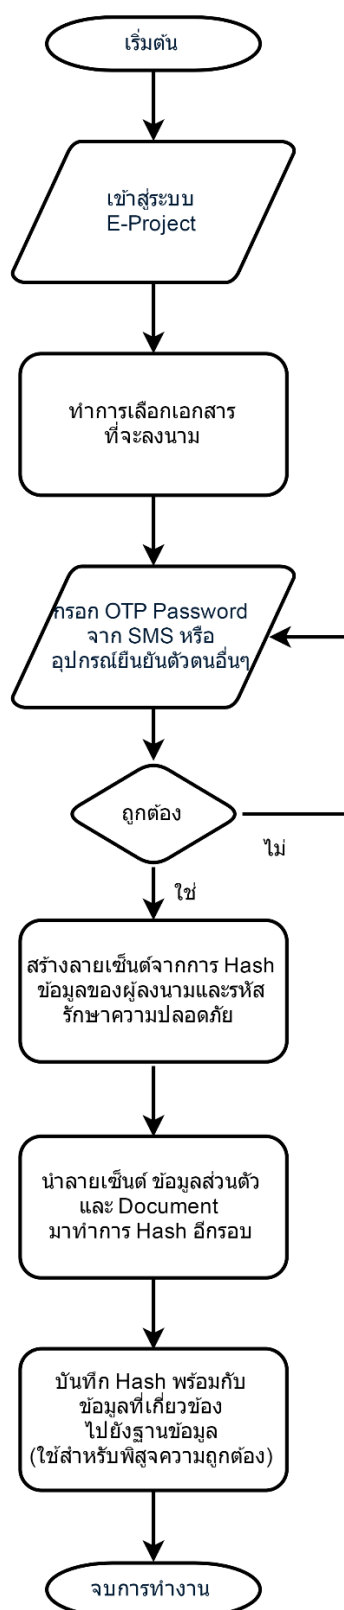 เริ่มต้น
เข้าสู่ระบบ
E-Project
ทำการเลือกเอกสาร
ที่จะลงนาม
กรอก OTP Password
จาก SMS หรือ
อุปกรณ์ยืนยันตัวตนอื่นๆ
ถูกต้อง
ไม่
ใช่
สร้างลายเซ็นต์จากการ Hash
ข้อมูลของผู้ลงนามและรหัส
รักษาความปลอดภัย
นำลายเซ็นต์ ข้อมูลส่วนตัว
และ Document
มาทำการ Hash อีกรอบ
บันทึก Hash พร้อมกับ
ข้อมูลที่เกี่ยวข้อง
ไปยังฐานข้อมูล
(ใช้สำหรับพิสูจความถูกต้อง)
จบการทำงาน